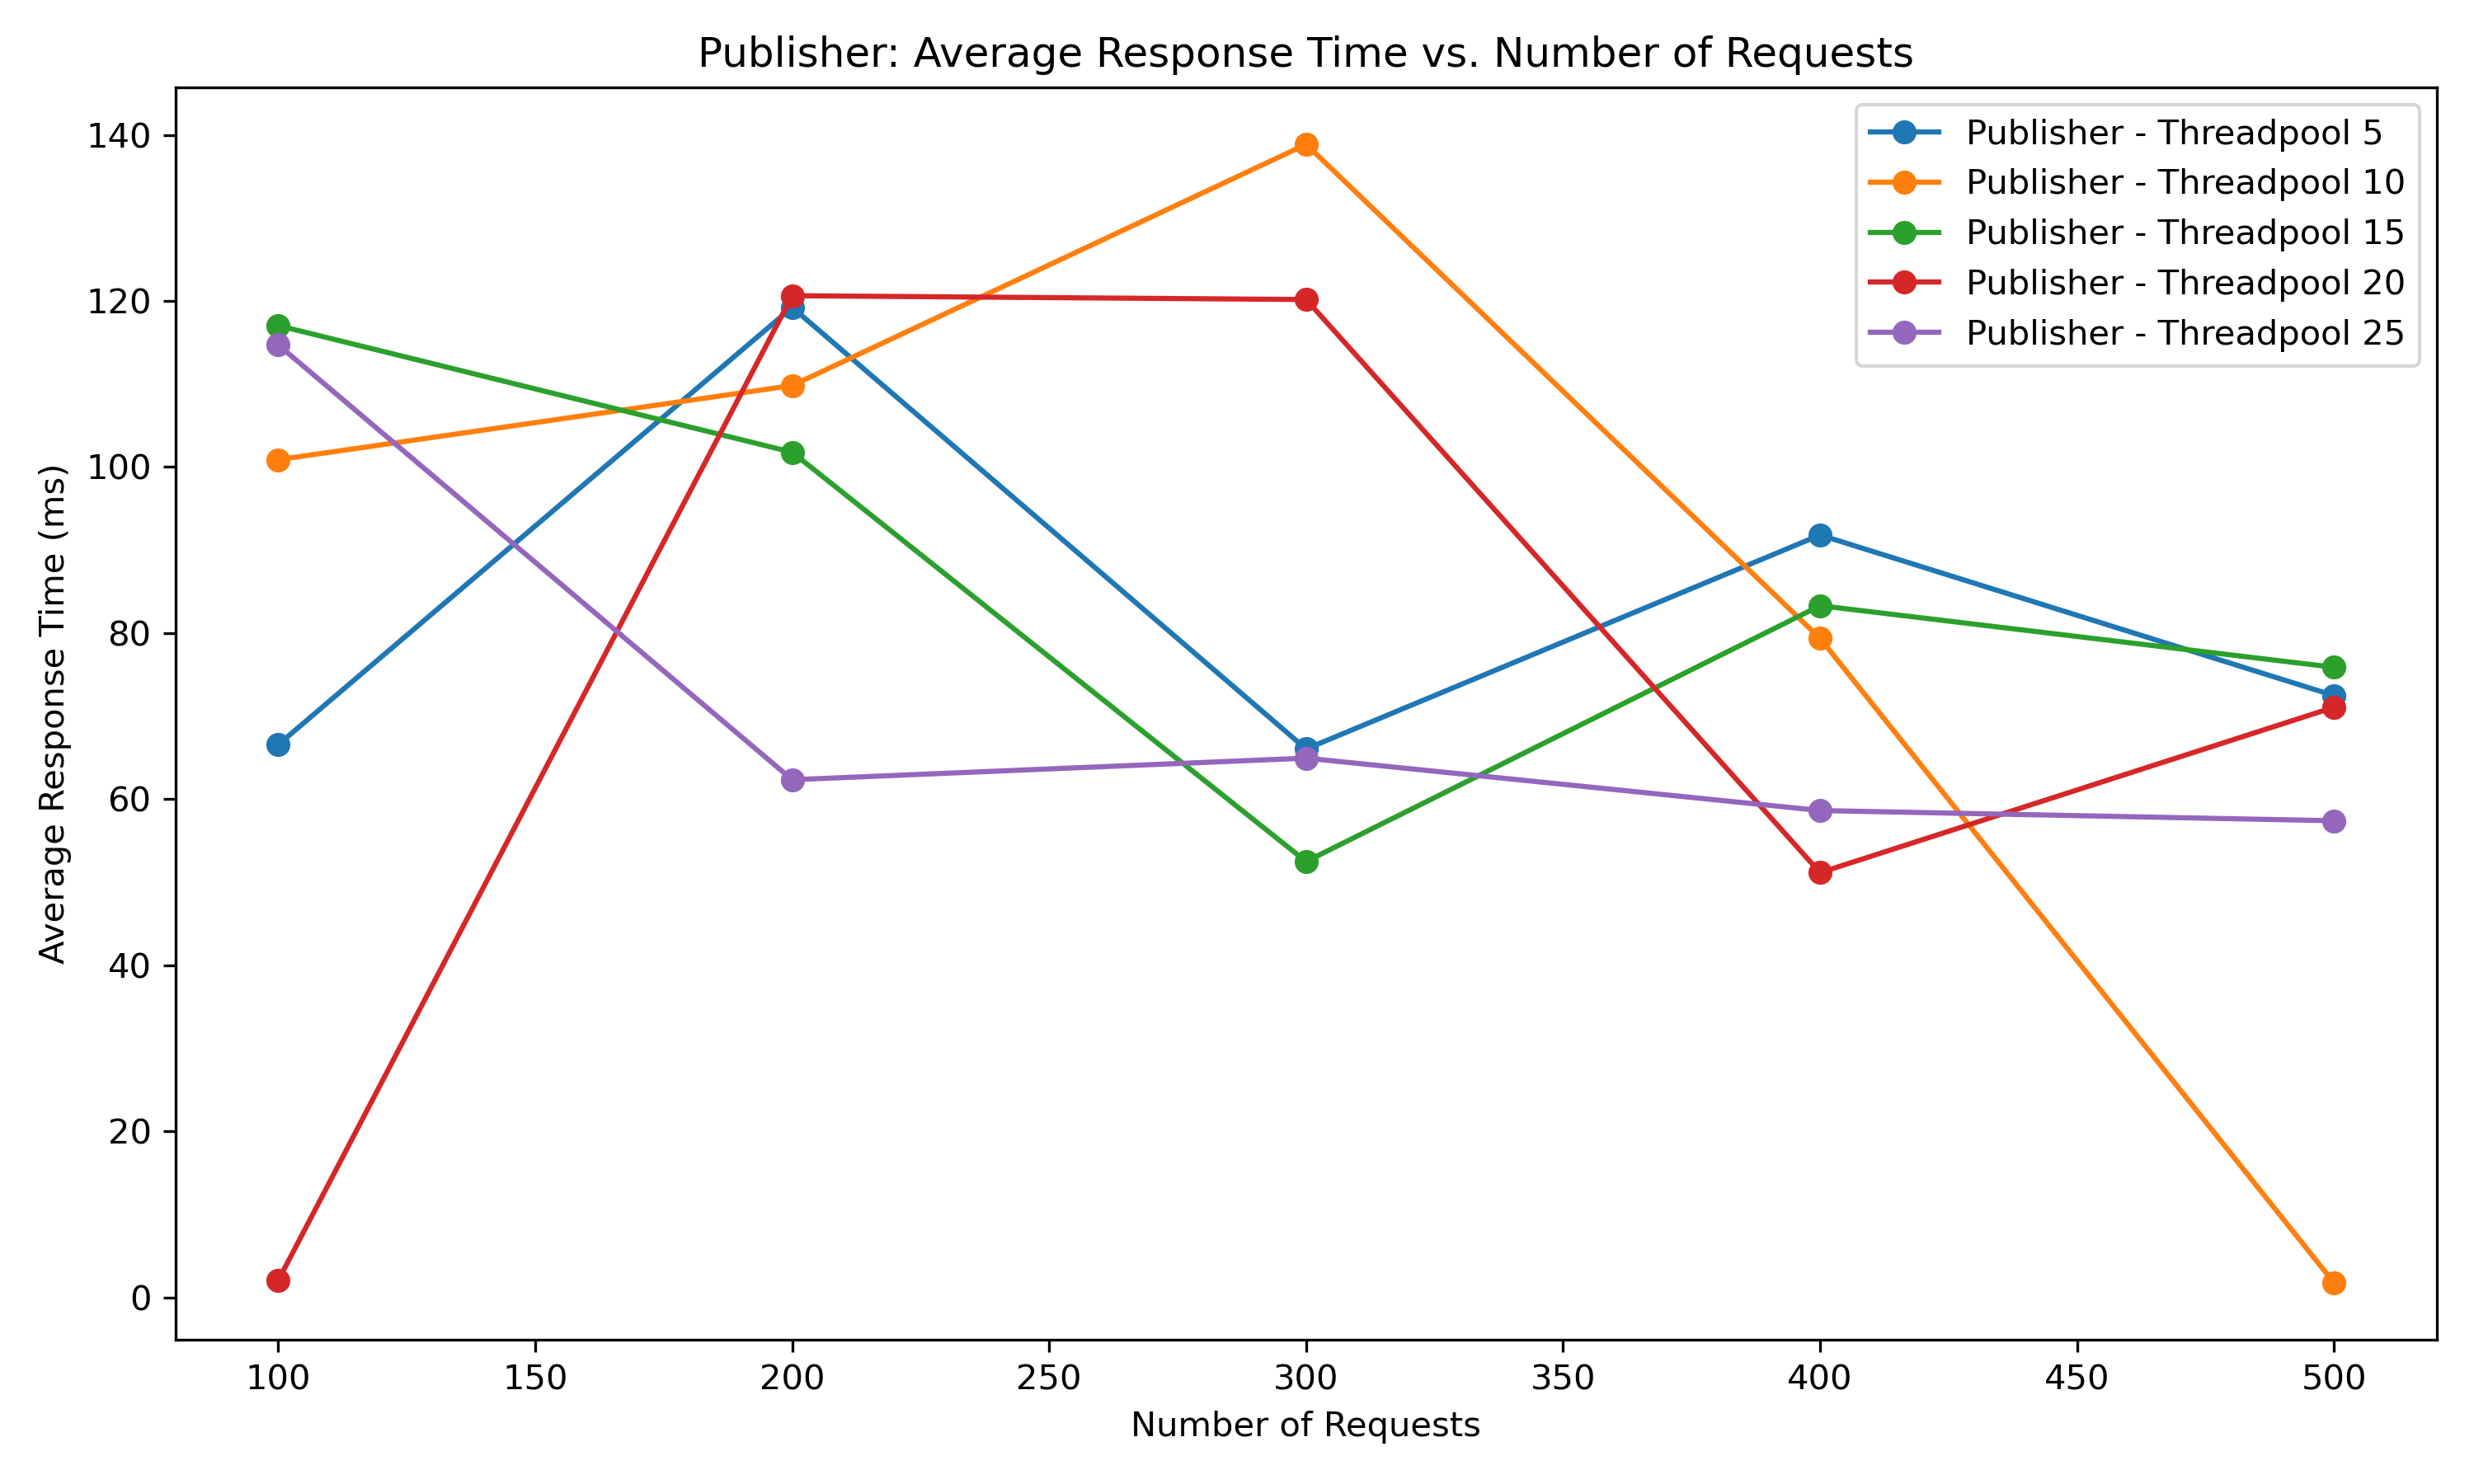 Publisher: Average Response Time vs. Number of Requests
Publisher - Threadpool 5
Publisher - Threadpool 10
Publisher - Threadpool 15
Publisher - Threadpool 20
Publisher - Threadpool 25
Average Response Time (ms)
140
120
100
80
60
40
20
0
100 150 200 250 300 350 400 450 500
Number of Requests